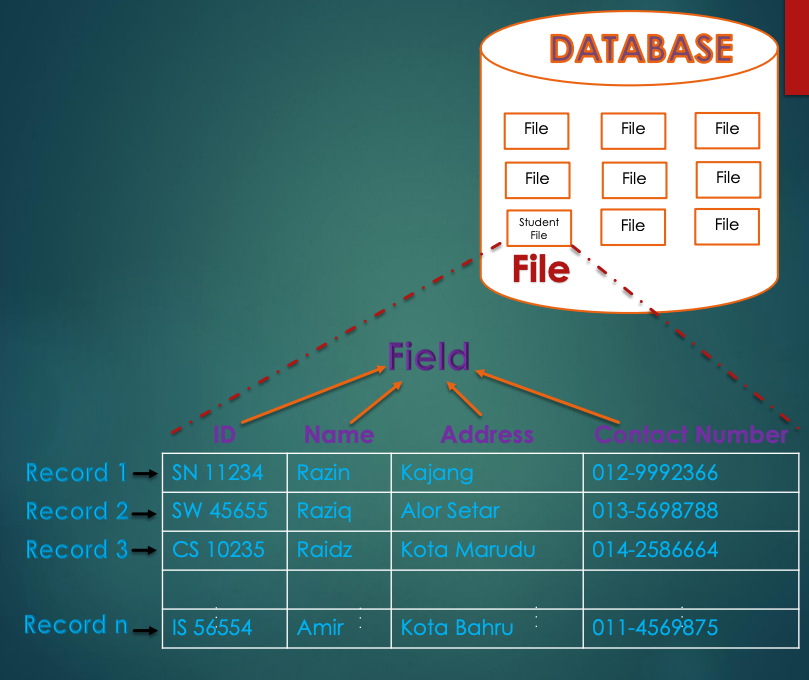 DATABASE
File File File
File File File
Student
File
File File
File
Field
ID Name Address Contact Number
Record 1 SN 11234 Razin Kajang 012-9992366
Record 2 SW 45655 Raziq Alor Setar 013-5698788
Record 3 CS 10235 Raidz Kota Marudu 014-2586664
Record n IS 56554 Amir Kota Bahru 011-4569875